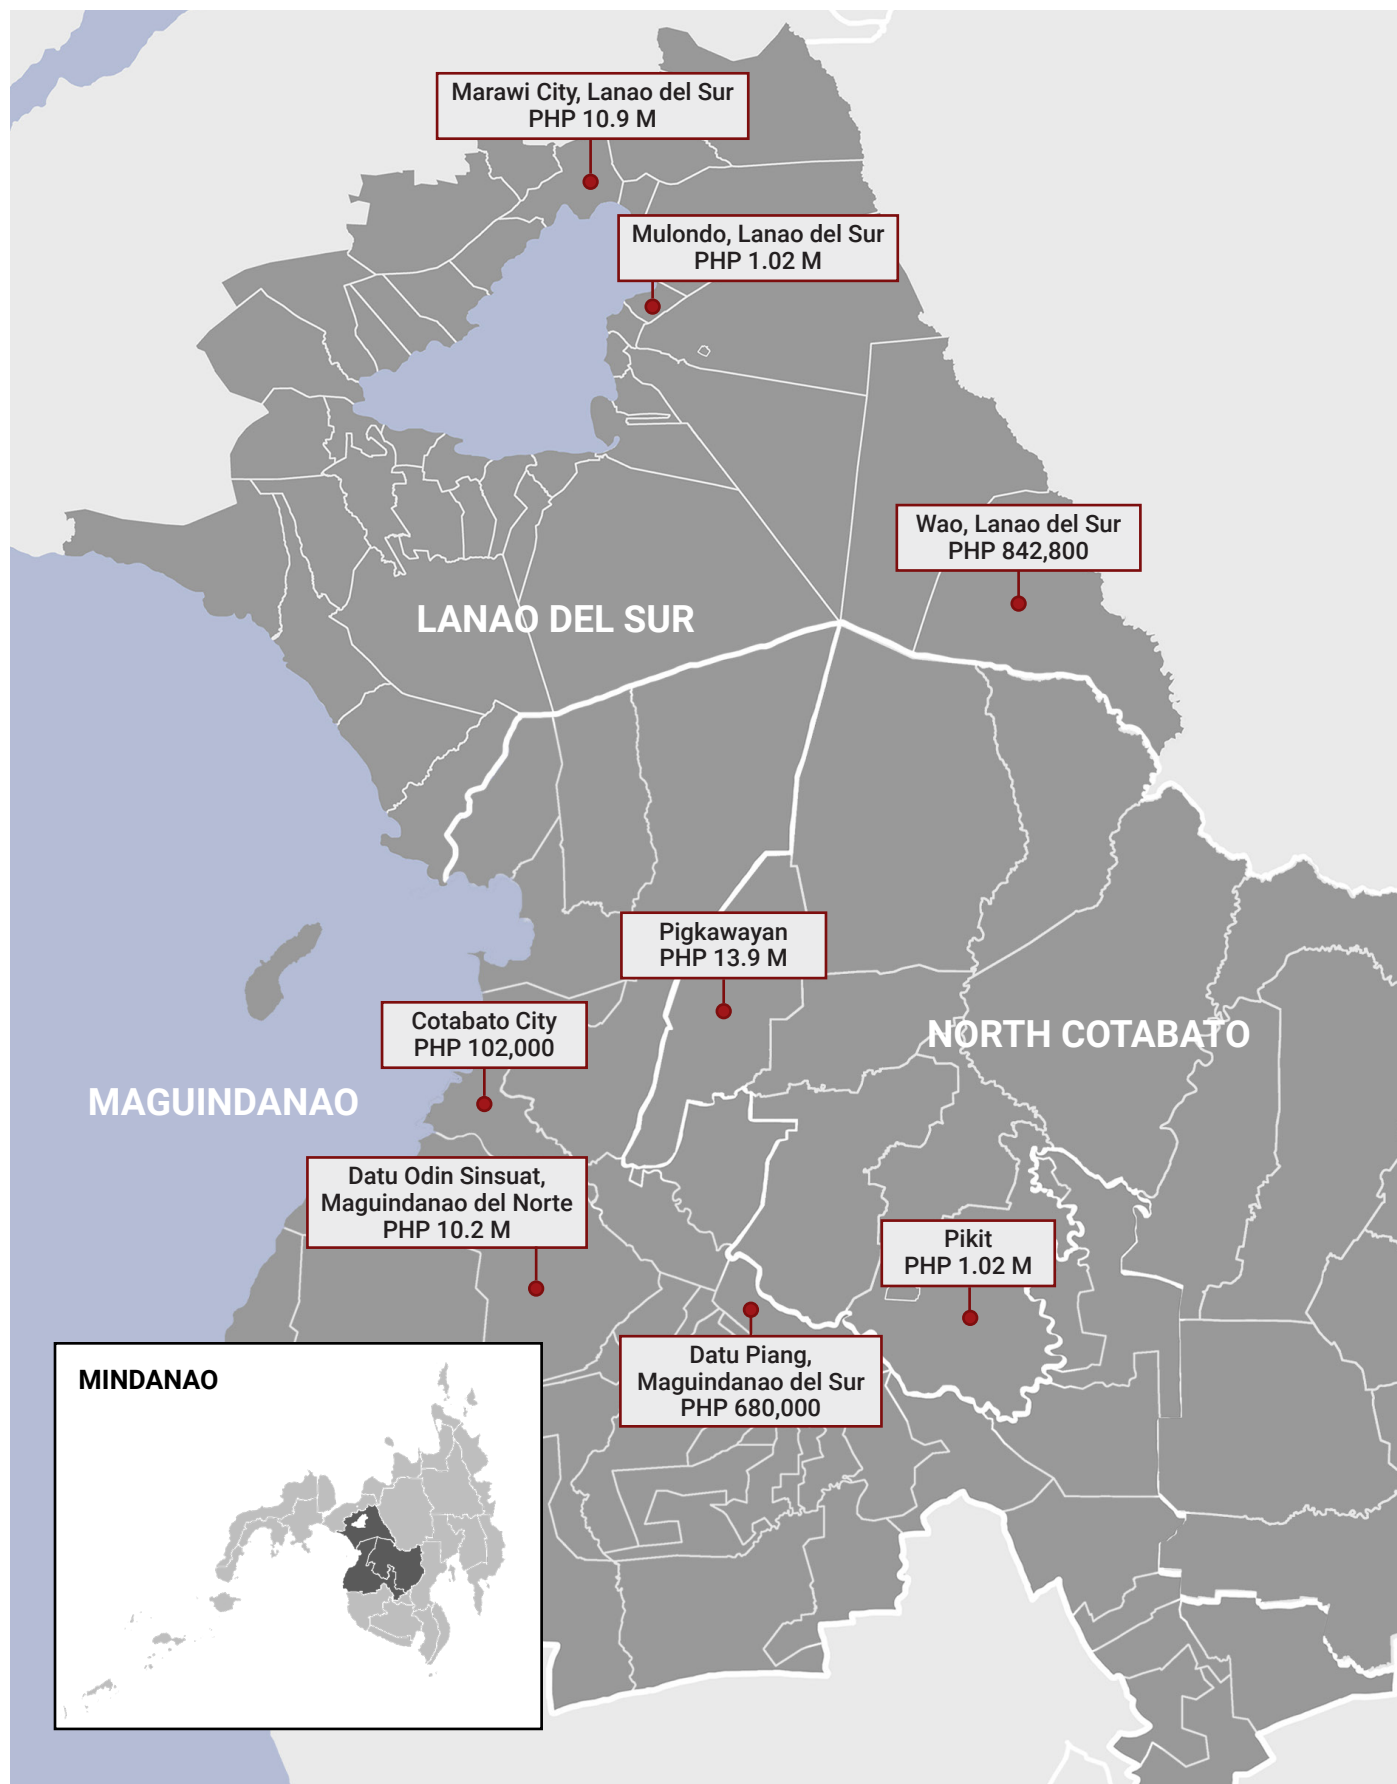 Marawi City, Lanao del Sur
PHP 10.9 M
Mulondo, Lanao del Sur
PHP 1.02 M
Wao, Lanao del Sur
PHP 842,800
LANAO DEL SUR
Pigkawayan
PHP 13.9 M
Cotabato City
PHP 102,000
NORTH COTABATO
MAGUINDANAO
Datu Odin Sinsuat,
Maguindanao del Norte
PHP 10.2 M
Pikit
PHP 1.02 M
Datu Piang,
Maguindanao del Sur
PHP 680,000
MINDANAO